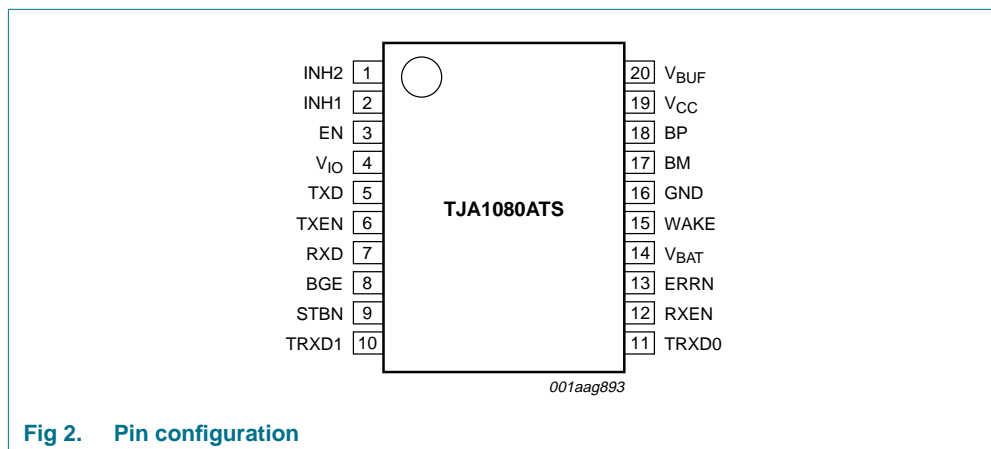 INH2 1
INH1 2
EN 3
VIO 4
TXD 5
TXEN 6
RXD 7
BGE 8
STBN 9
TRXD1 10
TJA1080ATS
20 VBUF
19 VCC
18 BP
17 BM
16 GND
15 WAKE
14 VBAT
13 ERRN
12 RXEN
11 TRXD0
001aag893
Fig 2. Pin configuration